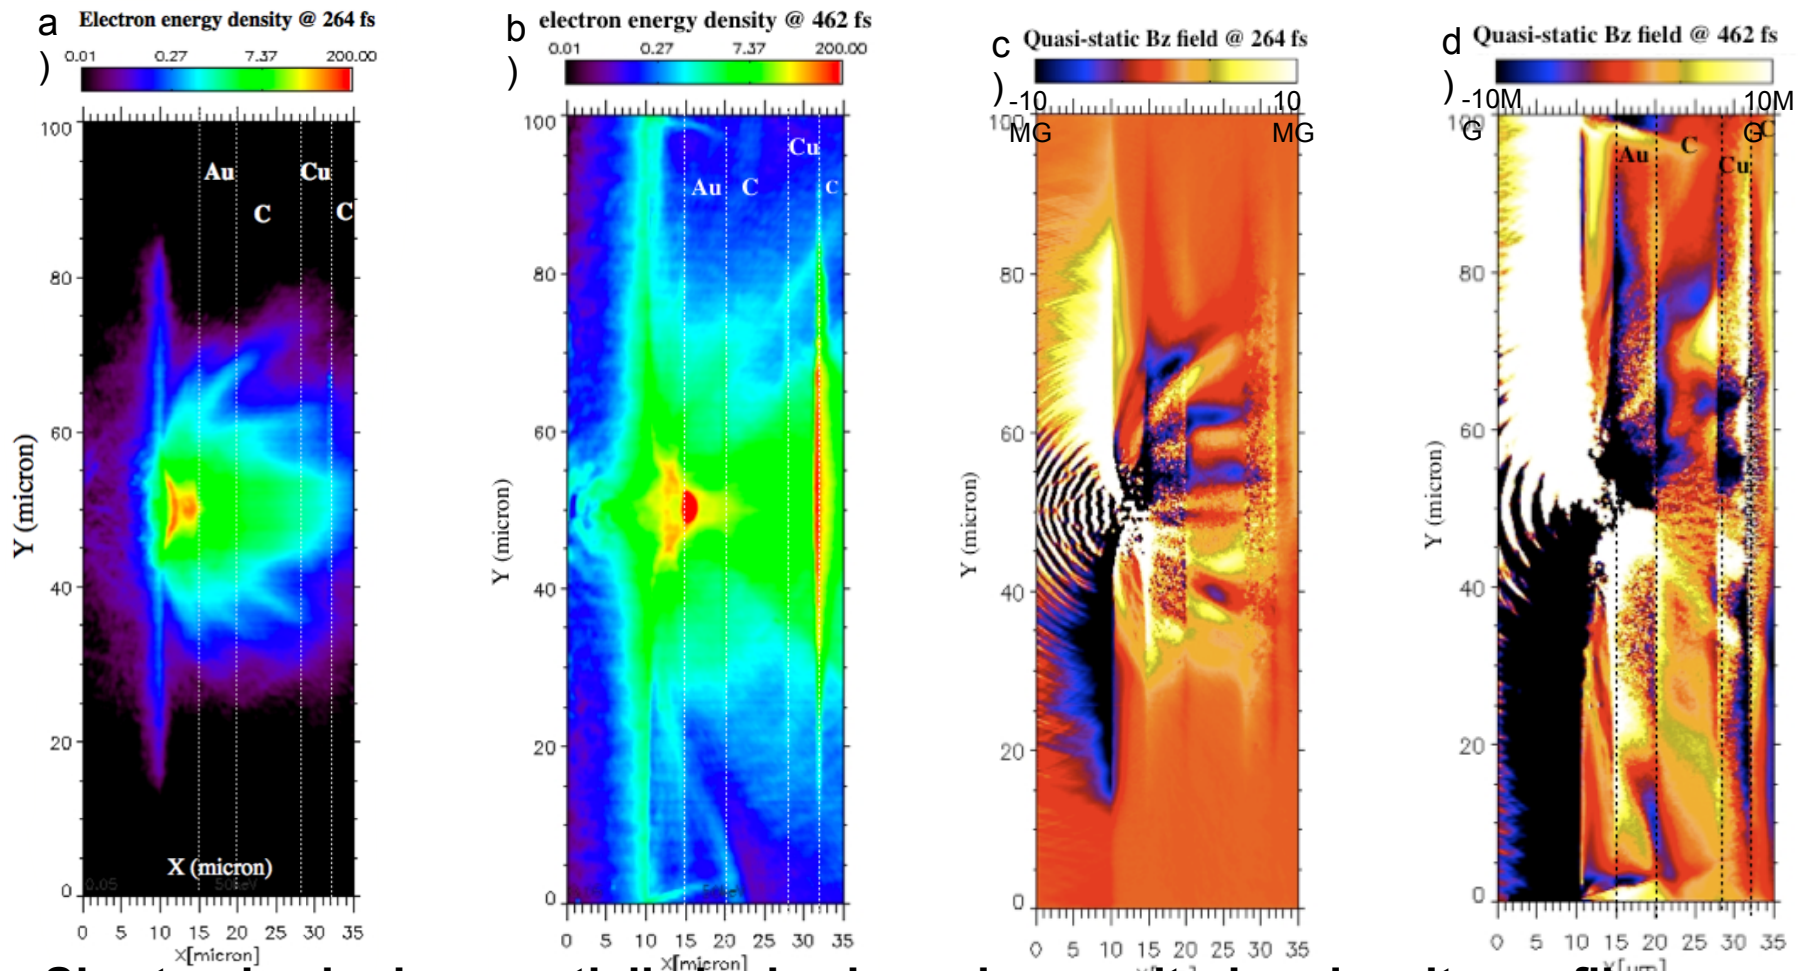 a
)
Electron energy density @ 264 fs
0.01 0.27 7.37 200.00
Au
Cu
C
C
100
80
60
40
20
0
Y (micron)
X (micron)
0.05 50keV
0 5 10 15 20 25 30 35
X[micron]
b
)
electron energy density @ 462 fs
0.01 0.27 7.37 200.00
Cu
Au C C
100
80
60
40
20
0
Y (micron)
0 5 10 15 20 25 30 35
X[micron]
c
)
Quasi-static Bz field @ 264 fs
-10 10
MG MG
100
80
60
40
20
0
Y (micron)
0 5 10 15 20 25 30 35
d
)
Quasi-static Bz field @ 462 fs
-10M 10M
G G
C
Au C
Cu
100
80
60
40
20
0
Y (micron)
0 5 10 15 20 25 30 35